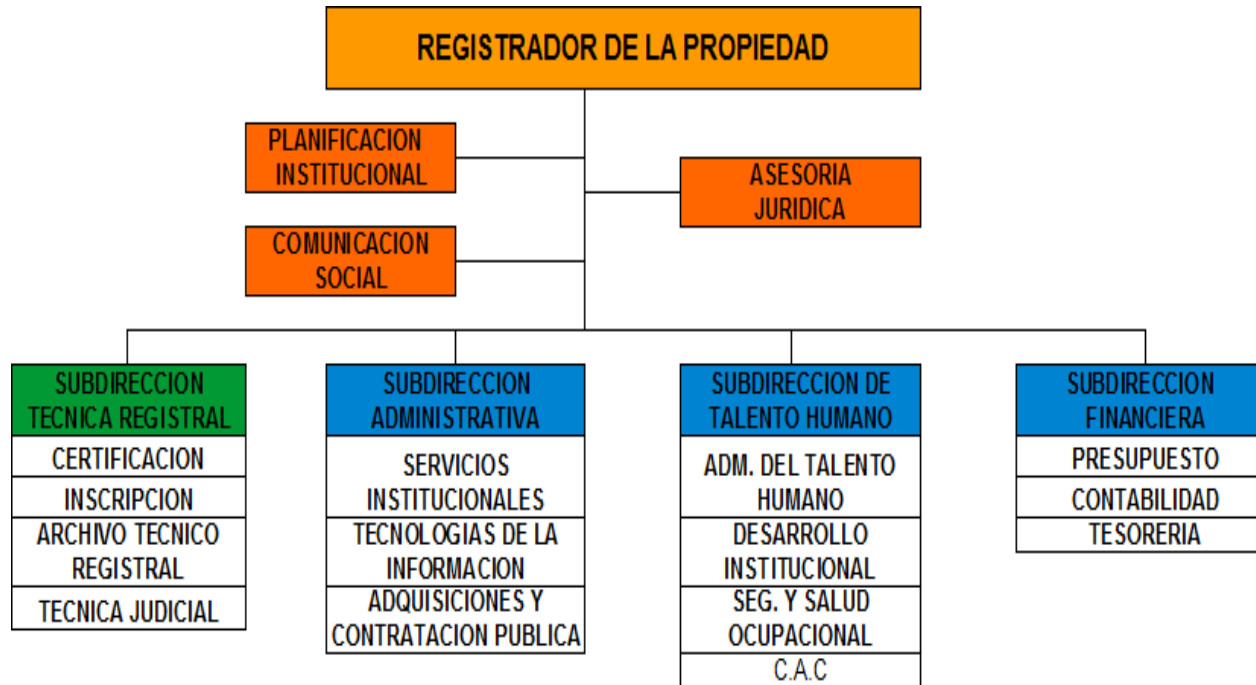 REGISTRADOR DE LA PROPIEDAD
PLANIFICACION
INSTITUCIONAL
ASESORIA
JURIDICA
COMUNICACION
SOCIAL
SUBDIRECCION
TECNICA REGISTRAL
CERTIFICACION
INSCRIPCION
ARCHIVO TECNICO
REGISTRAL
TECNICA JUDICIAL
SUBDIRECCION
ADMINISTRATIVA
SERVICIOS
INSTITUCIONALES
TECNOLOGIAS DE LA
INFORMACION
ADQUISICIONES Y
CONTRATACION PUBLICA
SUBDIRECCION DE
TALENTO HUMANO
ADM. DEL TALENTO
HUMANO
DESARROLLO
INSTITUCIONAL
SEG. Y SALUD
OCUPACIONAL
C.A.C
SUBDIRECCION
FINANCIERA
PRESUPUESTO
CONTABILIDAD
TESORERIA